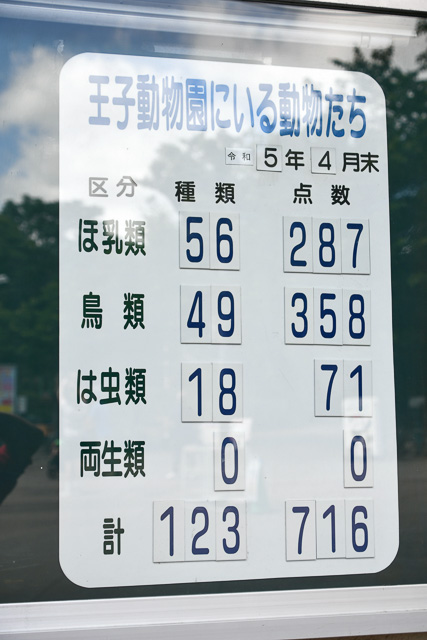 王子動物園にいる動物たち
令和 5年 4月末
区分 種類 点数
ほ乳類 56 287
鳥類 49 358
は虫類 18 71
両生類 0 0
計 123 716